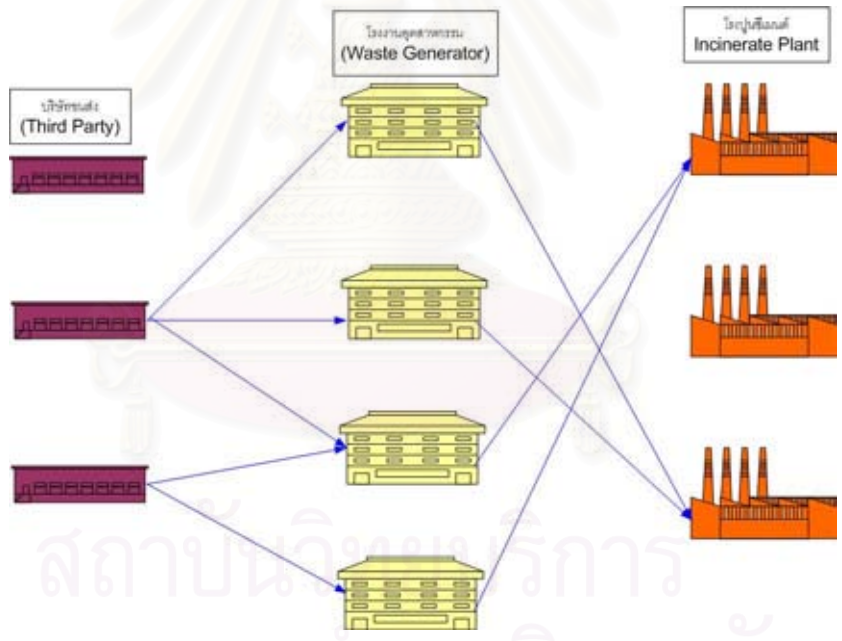 บริษัทขนส่ง
(Third Party)
โรงงานอุตสาหกรรม
(Waste Generator)
โรงปูนซีเมนต์
Incinerate Plant
สถาบันวิทยบริการ